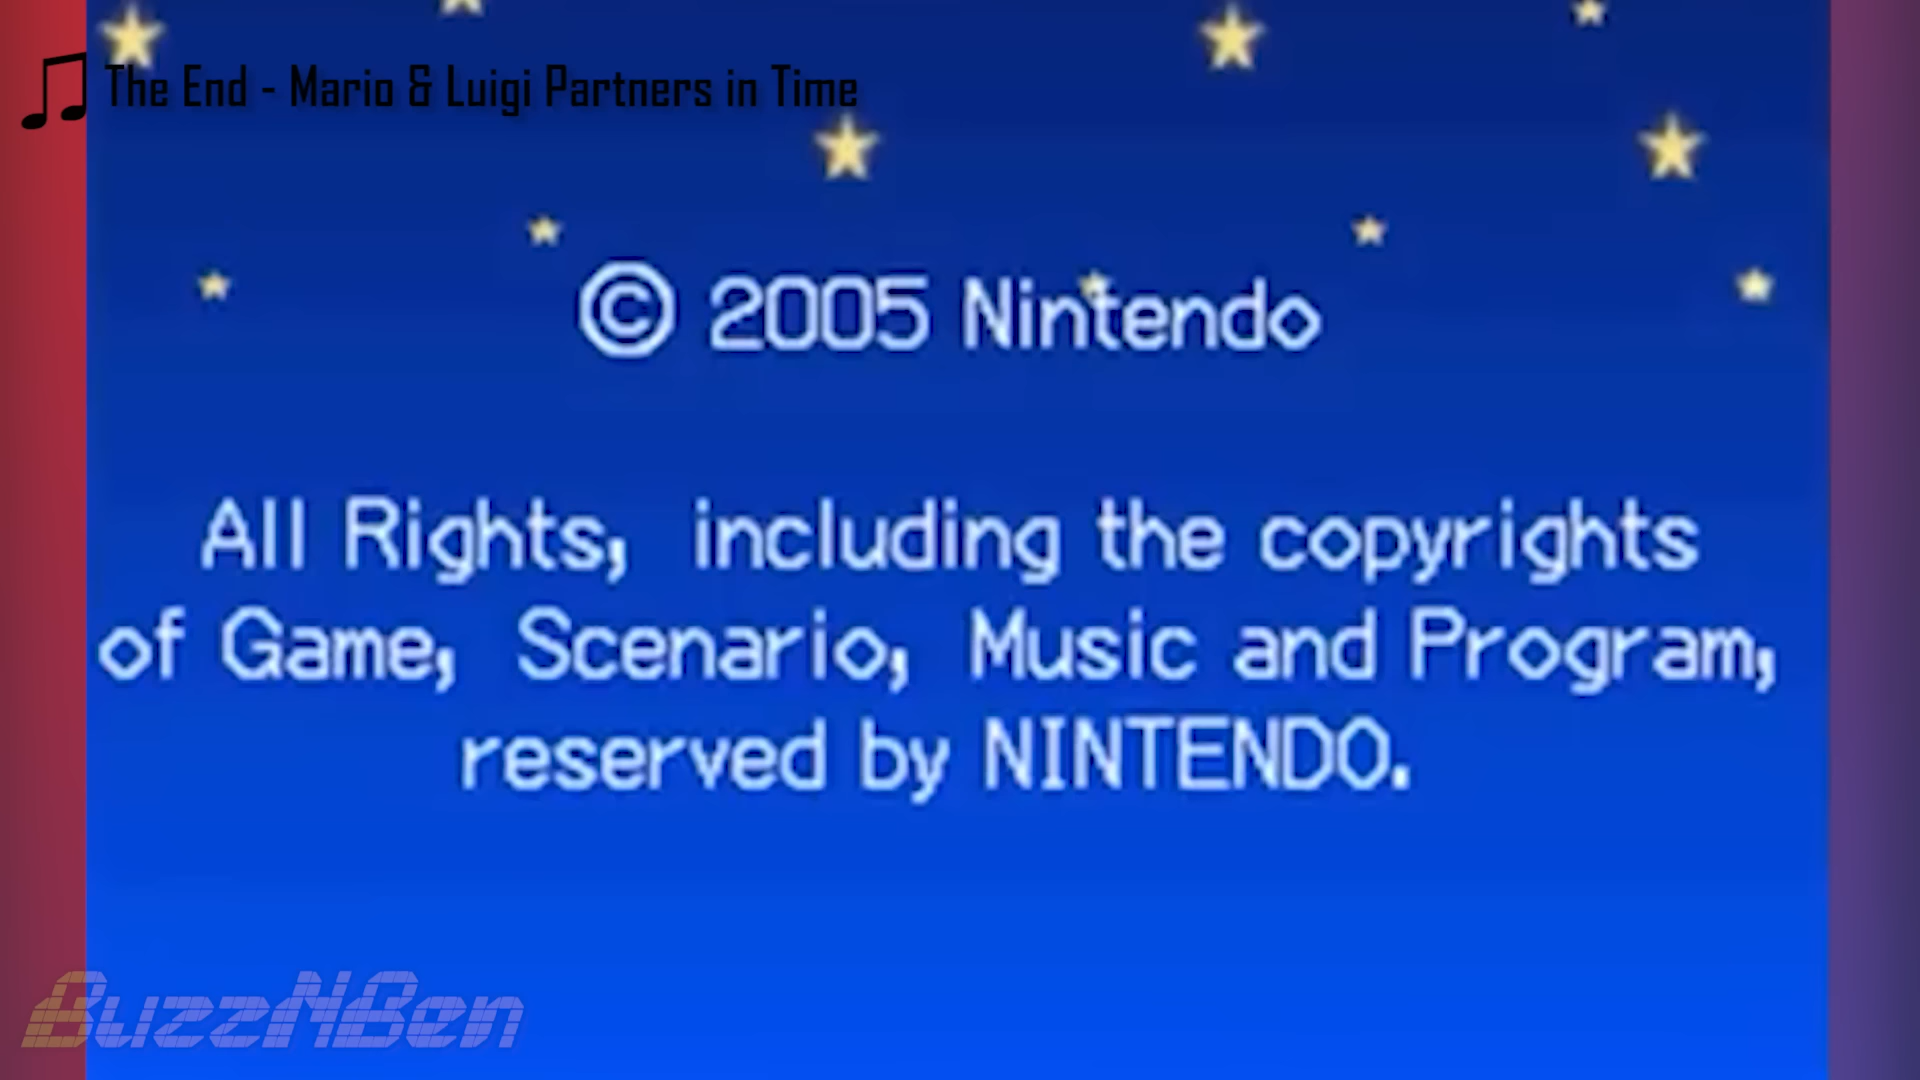 The End - Mario & Luigi Partners in Time
© 2005 Nintendo
All Rights, including the copyrights
of Game, Scenario, Music and Program,
reserved by NINTENDO.
BuzzNBen